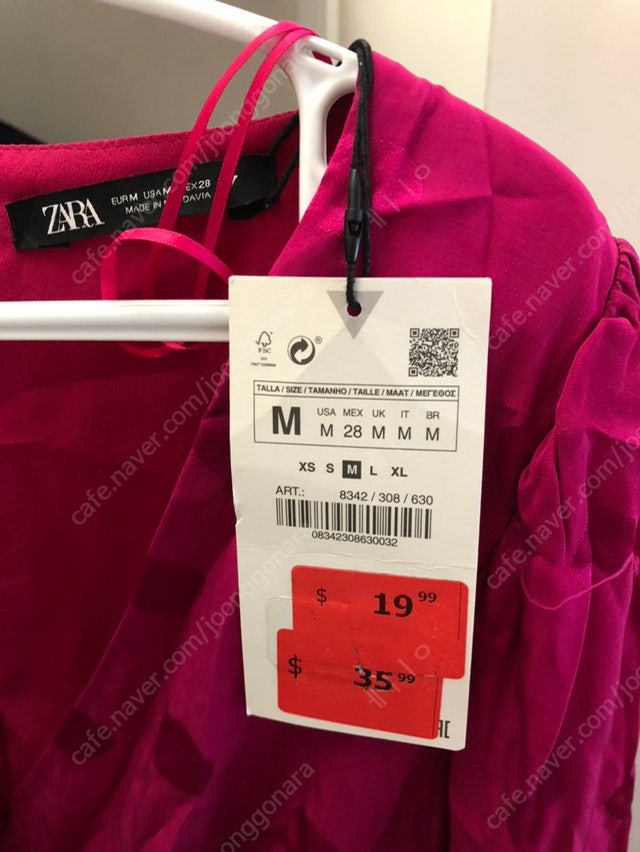 ZARA
EUR M USA M MEX 28
MADE IN MOLDAVIA
FSC
TALLA / SIZE / TAMANHO / TAILLE / MAAT / ΜΕΓΕΘΟΣ
M
USA MEX UK IT BR
M 28 M M M
XS S M L XL
ART.: 8342 / 308 / 630
08342308630032
$ 19 99
$ 35 99
cafe.naver.com/joonggonara